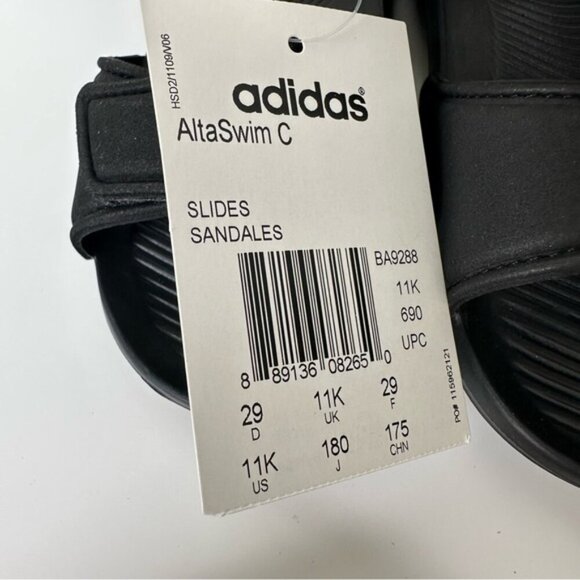 HSD2/1109/V06
adidas®
AltaSwim C
SLIDES
SANDALES
BA9288
11K
690
UPC
8 89136 08265 0
29 11K 29
D UK F
11K 180 175
US J CHN
PO# 115962121